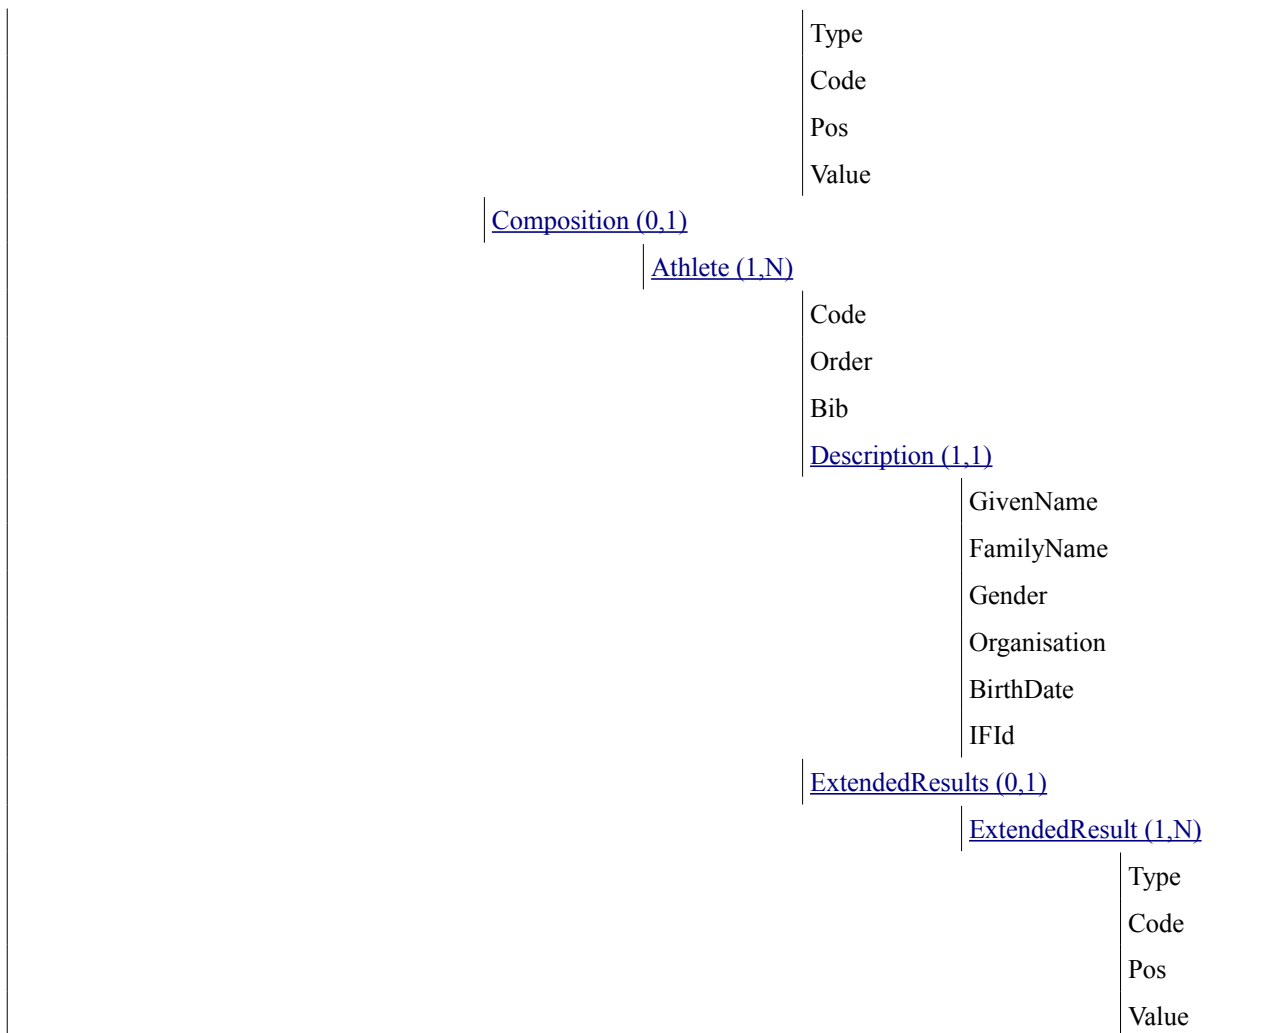 Type
Code
Pos
Value
Composition (0,1)
Athlete (1,N)
Code
Order
Bib
Description (1,1)
GivenName
FamilyName
Gender
Organisation
BirthDate
IFId
ExtendedResults (0,1)
ExtendedResult (1,N)
Type
Code
Pos
Value